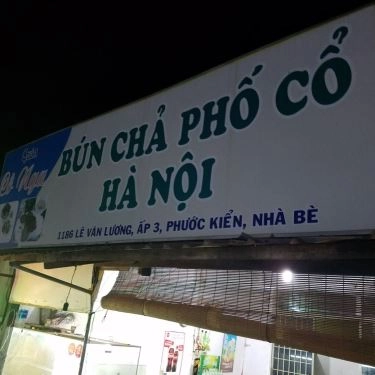 BÚN CHẢ PHỐ CỔ
HÀ NỘI
1186 LÊ VĂN LƯƠNG, ẤP 3, PHƯỚC KIỂN, NHÀ BÈ